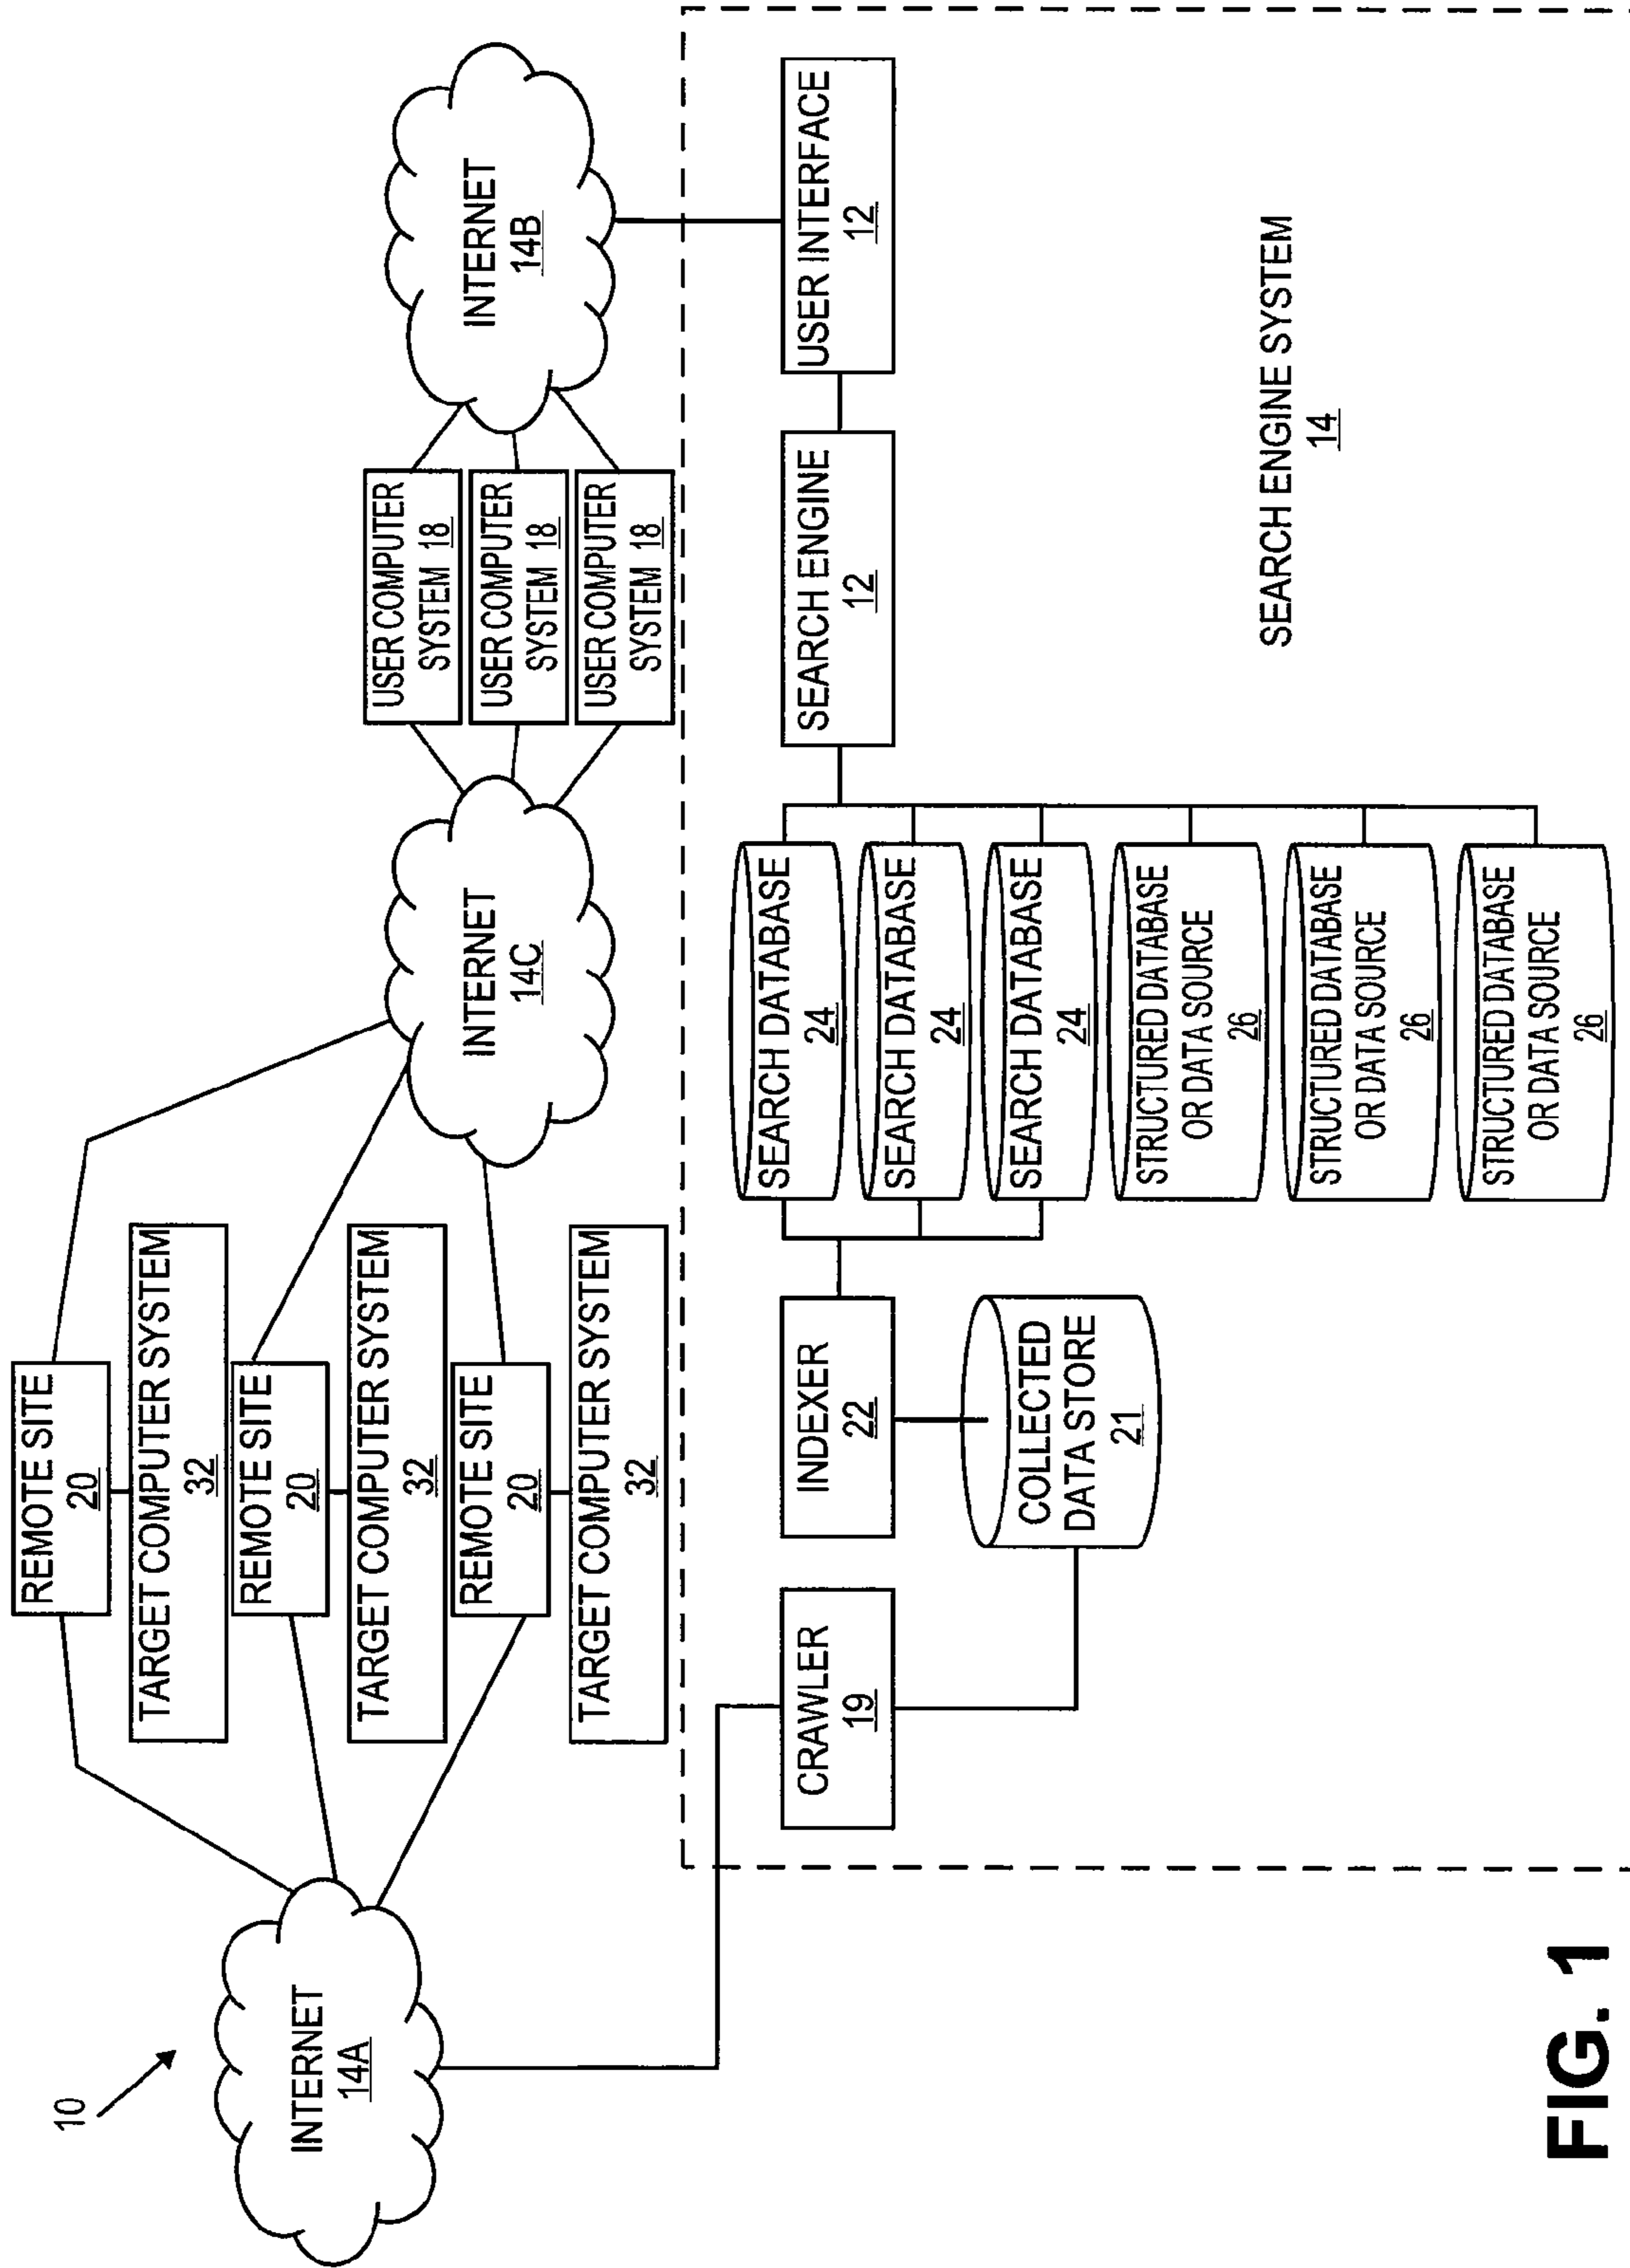 10
INTERNET
14A
REMOTE SITE
20
TARGET COMPUTER SYSTEM
32
REMOTE SITE
20
TARGET COMPUTER SYSTEM
32
REMOTE SITE
20
TARGET COMPUTER SYSTEM
32
INTERNET
14C
USER COMPUTER
SYSTEM 18
USER COMPUTER
SYSTEM 18
USER COMPUTER
SYSTEM 18
INTERNET
14B
CRAWLER
19
INDEXER
22
COLLECTED
DATA STORE
21
SEARCH DATABASE
24
SEARCH DATABASE
24
SEARCH DATABASE
24
STRUCTURED DATABASE
OR DATA SOURCE
26
STRUCTURED DATABASE
OR DATA SOURCE
26
STRUCTURED DATABASE
OR DATA SOURCE
26
SEARCH ENGINE
12
USER INTERFACE
12
SEARCH ENGINE SYSTEM
14
FIG. 1